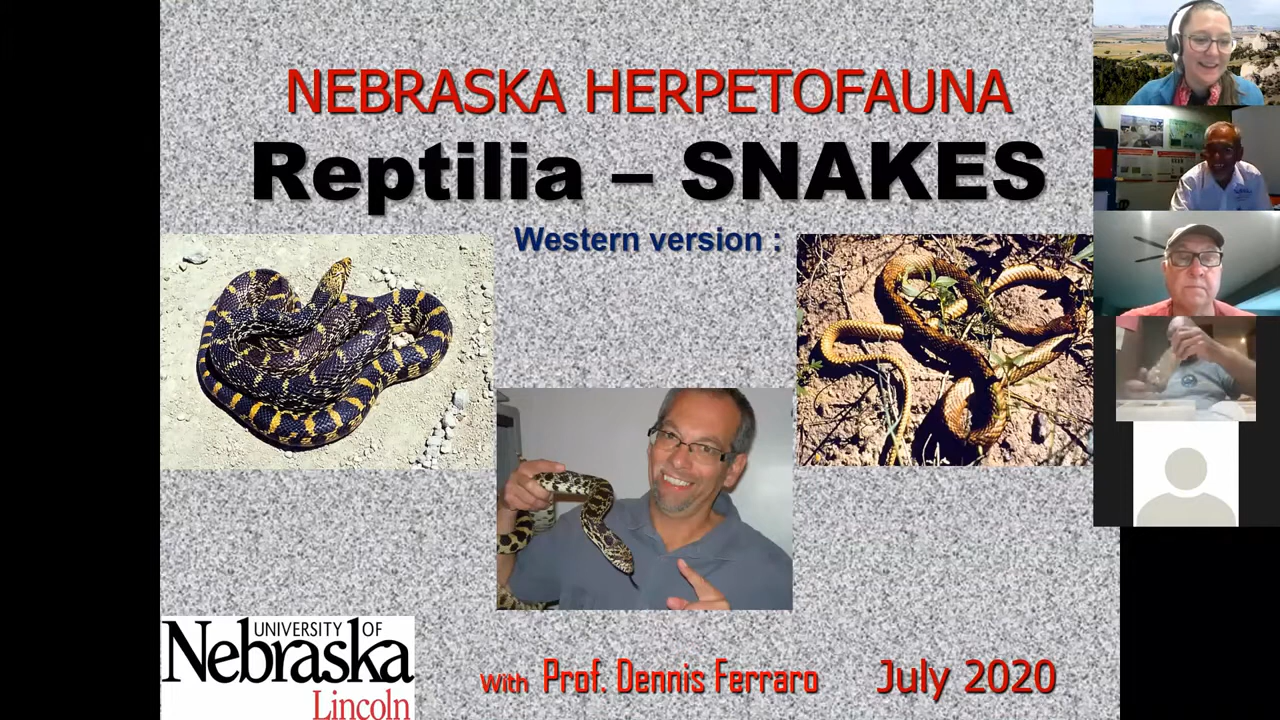 NEBRASKA HERPETOFAUNA
Reptilia – SNAKES
Western version :
UNIVERSITY OF
Nebraska
Lincoln
With Prof. Dennis Ferraro July 2020